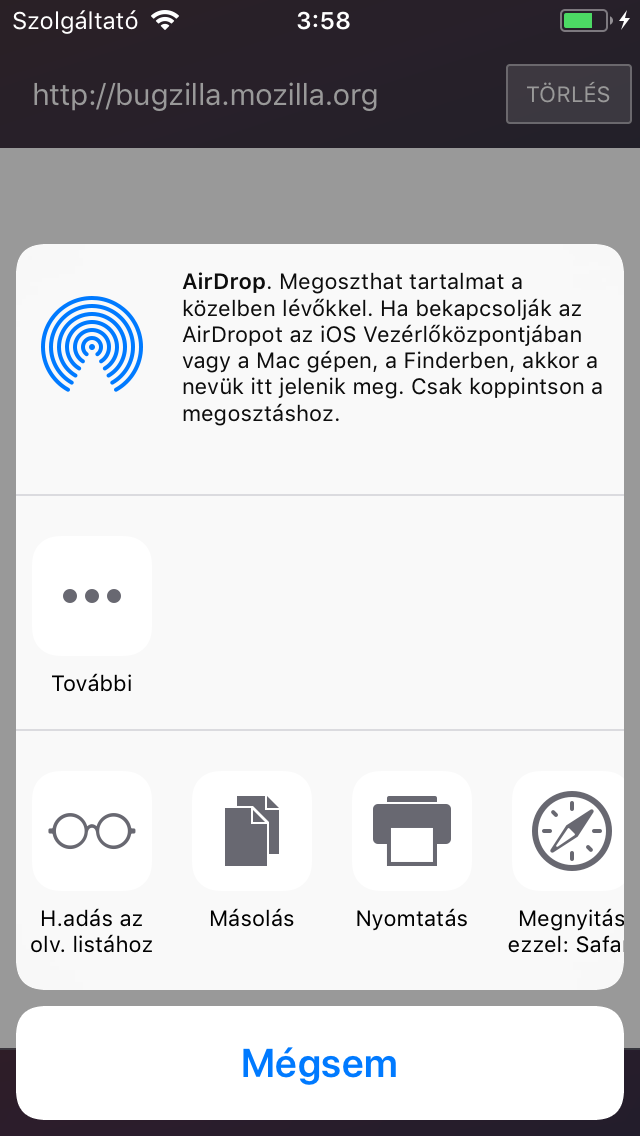 Szolgáltató 3:58
http://bugzilla.mozilla.org TÖRLÉS
AirDrop. Megoszthat tartalmat a
közelben lévőkkel. Ha bekapcsolják az
AirDropot az iOS Vezérlőközpontjában
vagy a Mac gépen, a Finderben, akkor a
nevük itt jelenik meg. Csak koppintson a
megosztáshoz.
További
H.adás az
olv. listához
Másolás
Nyomtatás
Megnyitás
ezzel: Safa
Mégsem